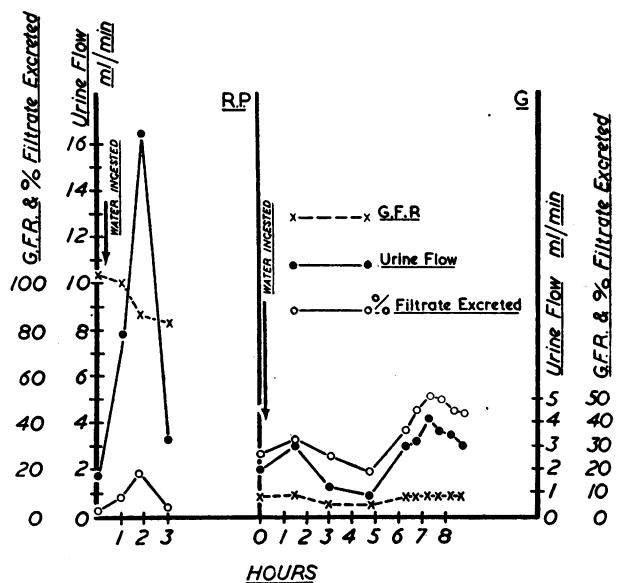 G.F.R. & % Filtrate Excreted
Urine Flow ml/min
WATER INGESTED
16
14
12
10
8
6
4
2
0
100
80
60
40
20
0
1 2 3
R.P
G
WATER INGESTED
G.F.R
Urine Flow
% Filtrate Excreted
0 1 2 3 4 5 6 7 8
5
4
3
2
1
0
Urine Flow ml/min
50
40
30
20
10
0
G.F.R. & % Filtrate Excreted
HOURS